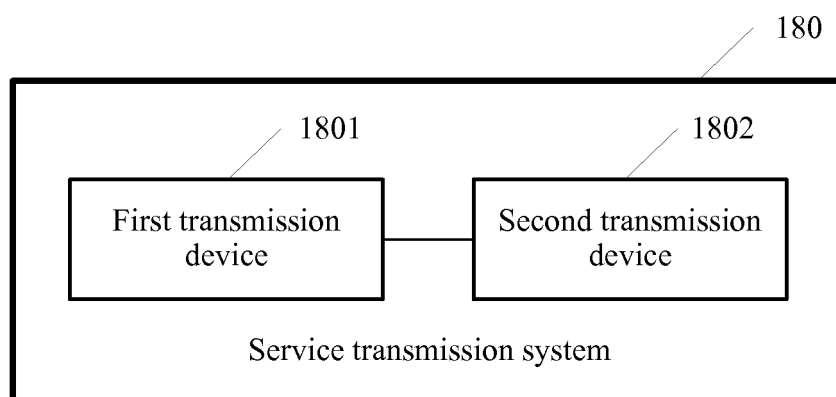 180
1801
1802
First transmission
device
Second transmission
device
Service transmission system